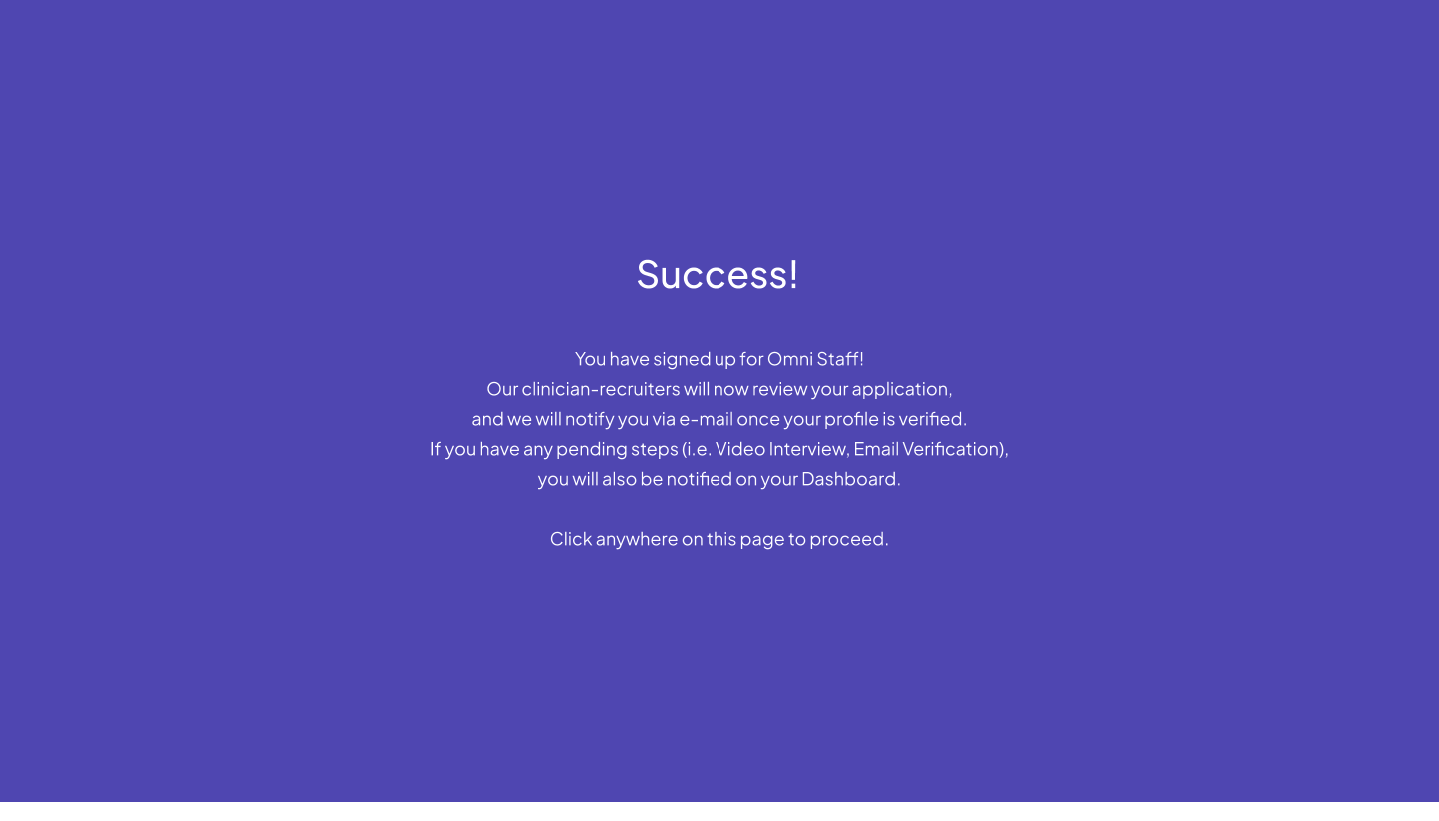 Success!
You have signed up for Omni Staff!
Our clinician-recruiters will now review your application,
and we will notify you via e-mail once your profile is verified.
If you have any pending steps (i.e. Video Interview, Email Verification),
you will also be notified on your Dashboard.
Click anywhere on this page to proceed.